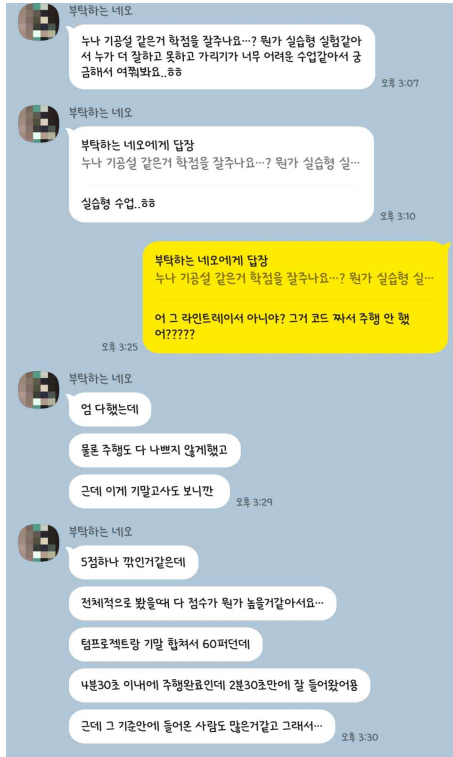 부탁하는 네오
누나 기공설 같은거 학점을 잘주나요...? 뭔가 실습형 실험같아
서 누가 더 잘하고 못하고 가리기가 너무 어려운 수업같아서 궁
금해서 여쭤봐요..ㅎㅎ
오후 3:07
부탁하는 네오
부탁하는 네오에게 답장
누나 기공설 같은거 학점을 잘주나요...? 뭔가 실습형 실...
실습형 수업..ㅎㅎ
오후 3:10
부탁하는 네오에게 답장
누나 기공설 같은거 학점을 잘주나요...? 뭔가 실습형 실...
어 그 라인트레이서 아니야? 그거 코드 짜서 주행 안 했
어?????
오후 3:25
부탁하는 네오
엄 다했는데
물론 주행도 다 나쁘지 않게했고
근데 이게 기말고사도 보니깐
오후 3:29
부탁하는 네오
5점하나 깎인거같은데
전체적으로 봤을때 다 점수가 뭔가 높을거같아서요...
텀프로젝트랑 기말 합쳐서 60퍼던데
4분30초 이내에 주행완료인데 2분30초만에 잘 들어왔어용
근데 그 기준안에 들어온 사람도 많은거같고 그래서...
오후 3:30